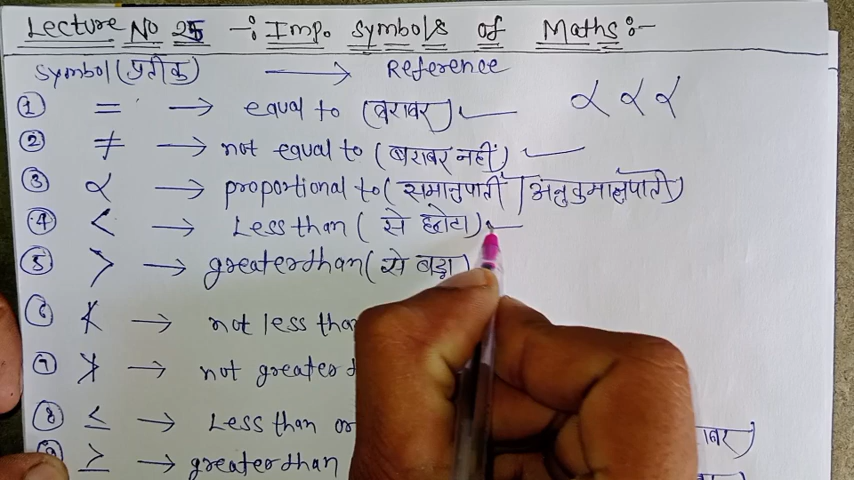 Lecture No 25 -: Imp. symbols of Maths:-
symbol (प्रतीक) ⟶ Reference
① = → equal to (बराबर) ∝ ∝ ∝
② ≠ → not equal to (बराबर नहीं)
③ ∝ → proportional to (समानुपाती / अनुक्रमानुपाती)
④ < → Less than (से छोटा)
⑤ > → greater than (से बड़ा)
⑥ ≮ → not less than
⑦ ≯ → not greater
⑧ ≤ → Less than or
⑨ ≥ → greater than